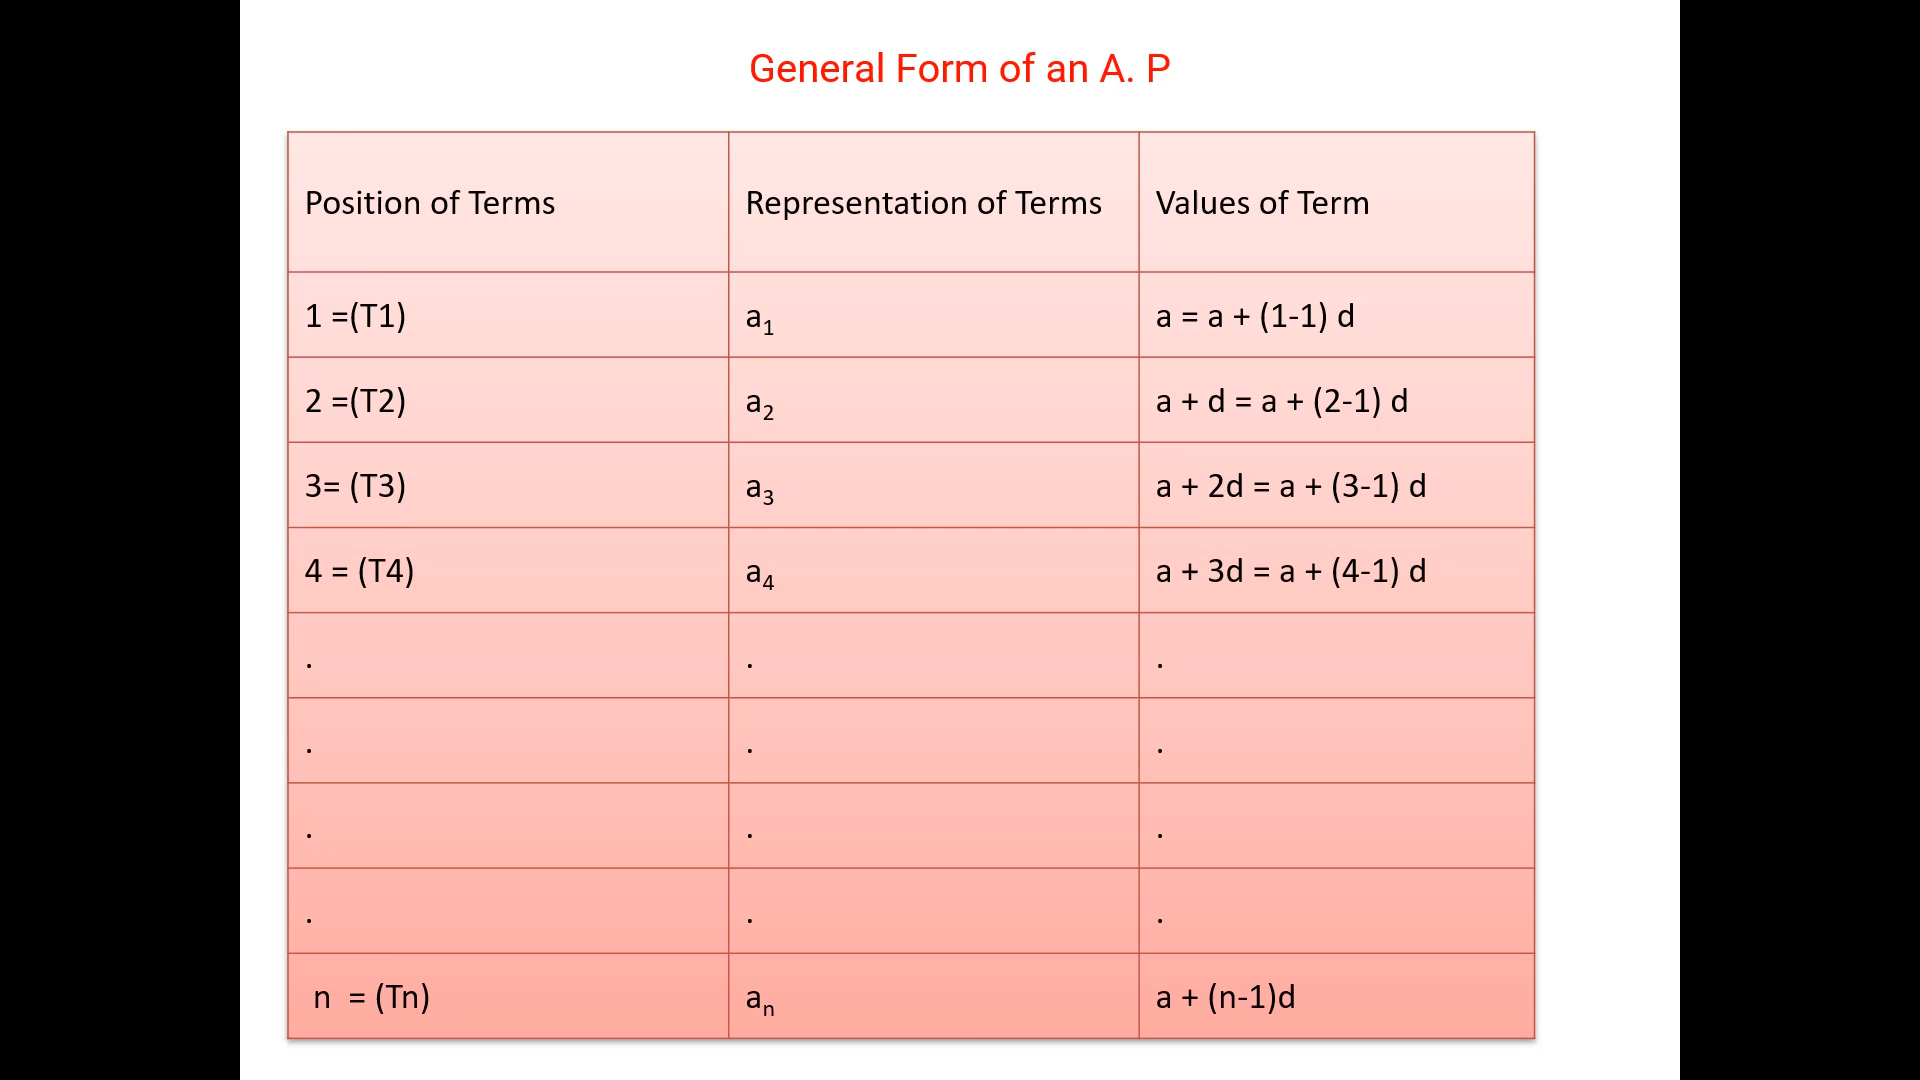 General Form of an A. P
Position of Terms Representation of Terms Values of Term
1 =(T1) a₁ a = a + (1-1) d
2 =(T2) a₂ a + d = a + (2-1) d
3= (T3) a₃ a + 2d = a + (3-1) d
4 = (T4) a₄ a + 3d = a + (4-1) d
. . .
. . .
. . .
. . .
n = (Tn) aₙ a + (n-1)d